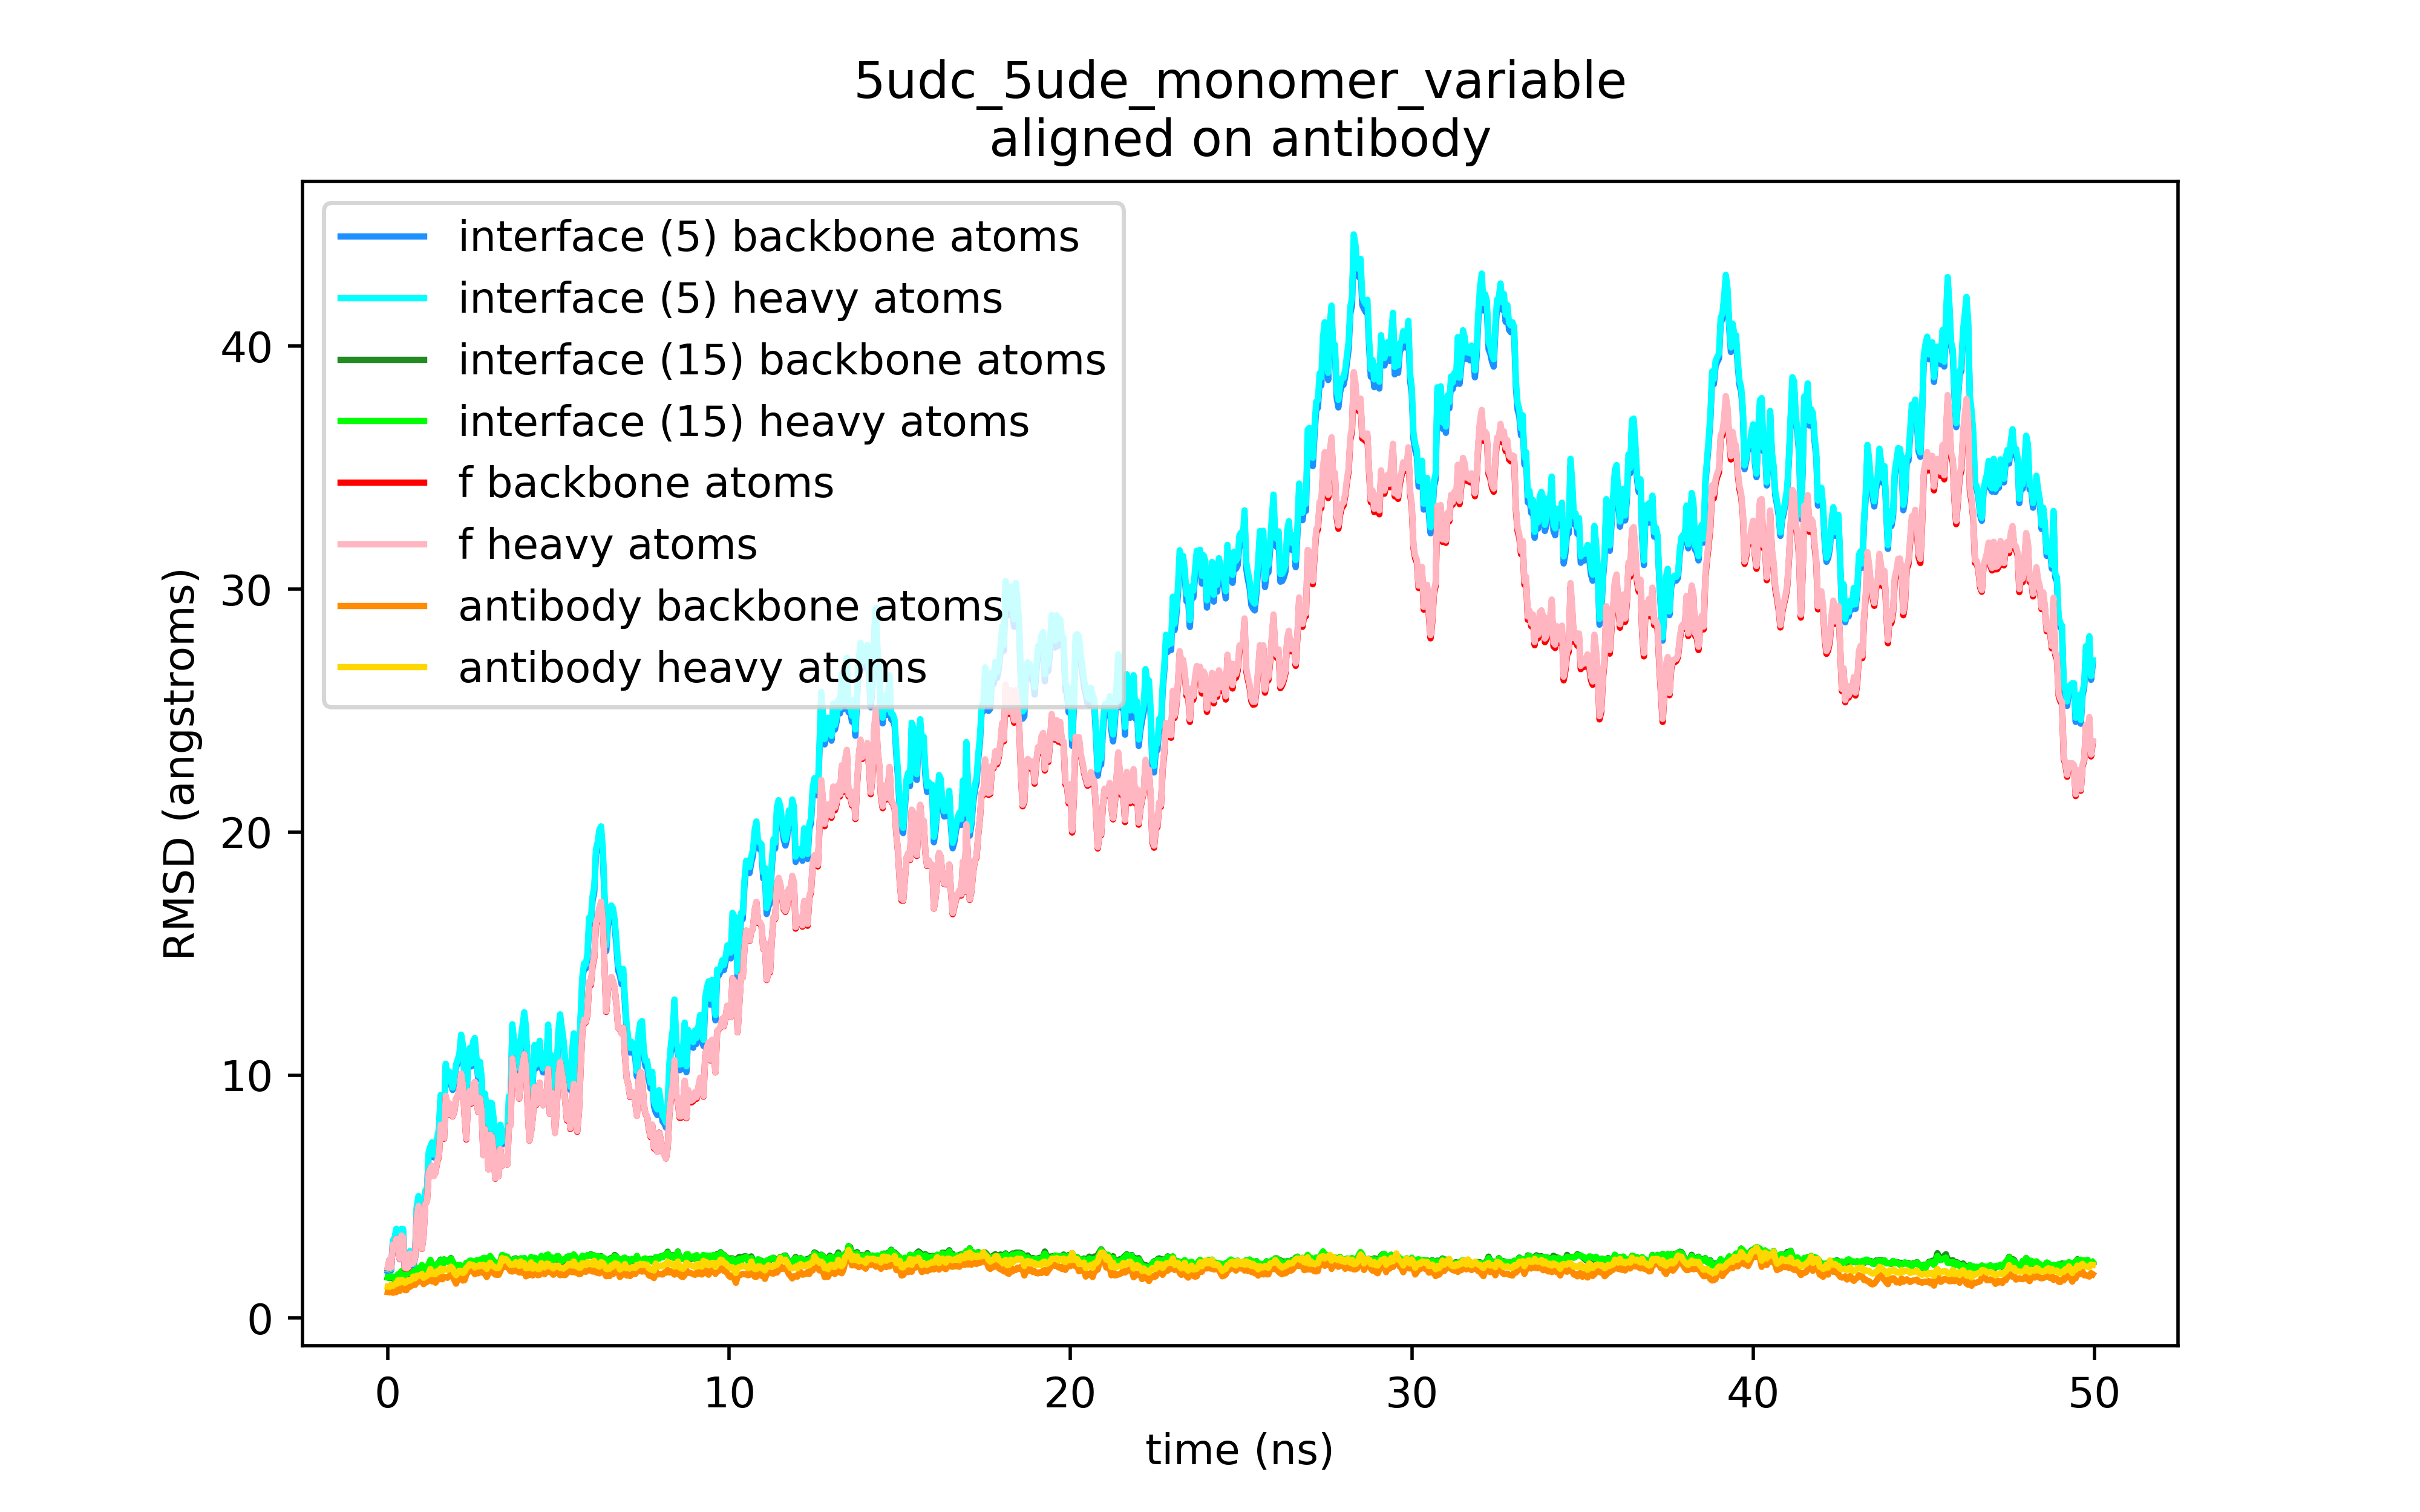 5udc_5ude_monomer_variable
aligned on antibody
interface (5) backbone atoms
interface (5) heavy atoms
interface (15) backbone atoms
interface (15) heavy atoms
f backbone atoms
f heavy atoms
antibody backbone atoms
antibody heavy atoms
RMSD (angstroms)
40
30
20
10
0
0 10 20 30 40 50
time (ns)